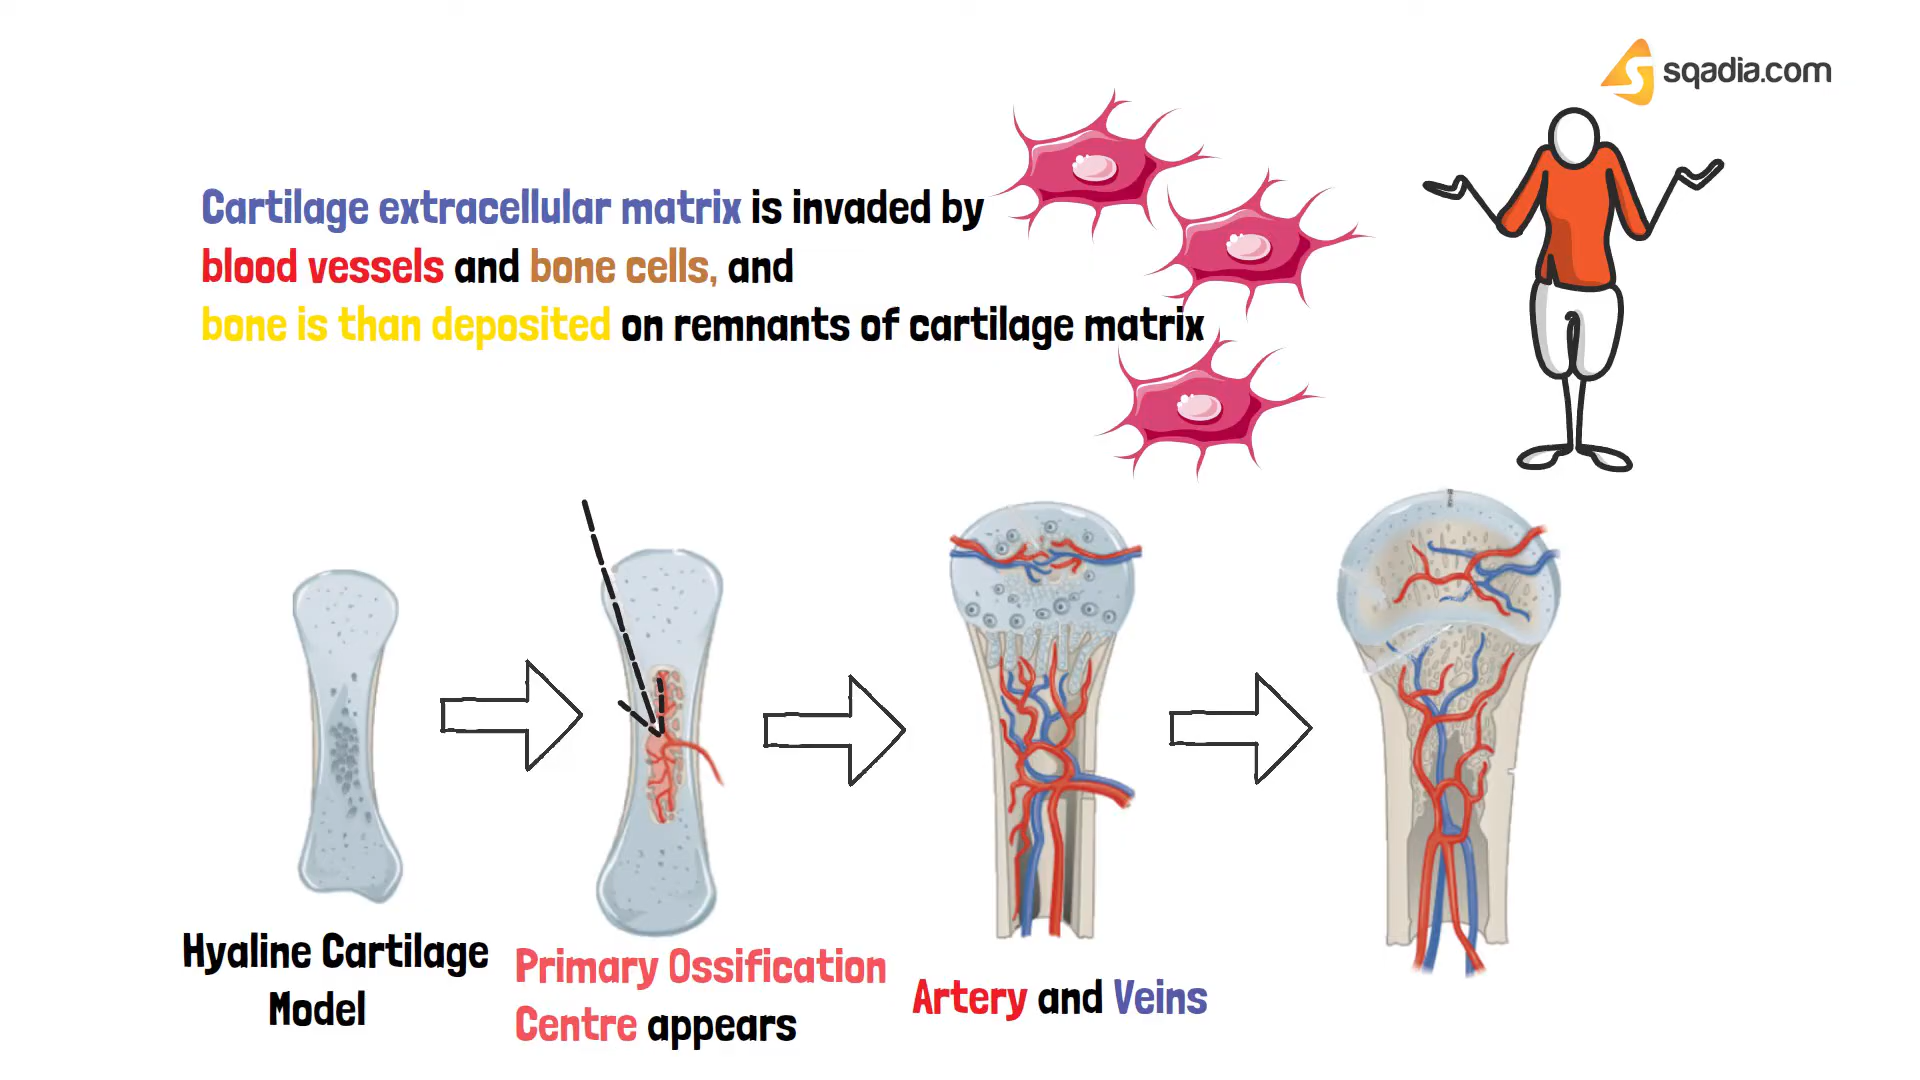 sqadia.com
Cartilage extracellular matrix is invaded by
blood vessels and bone cells, and
bone is than deposited on remnants of cartilage matrix
Hyaline Cartilage
Model
Primary Ossification
Centre appears
Artery and Veins